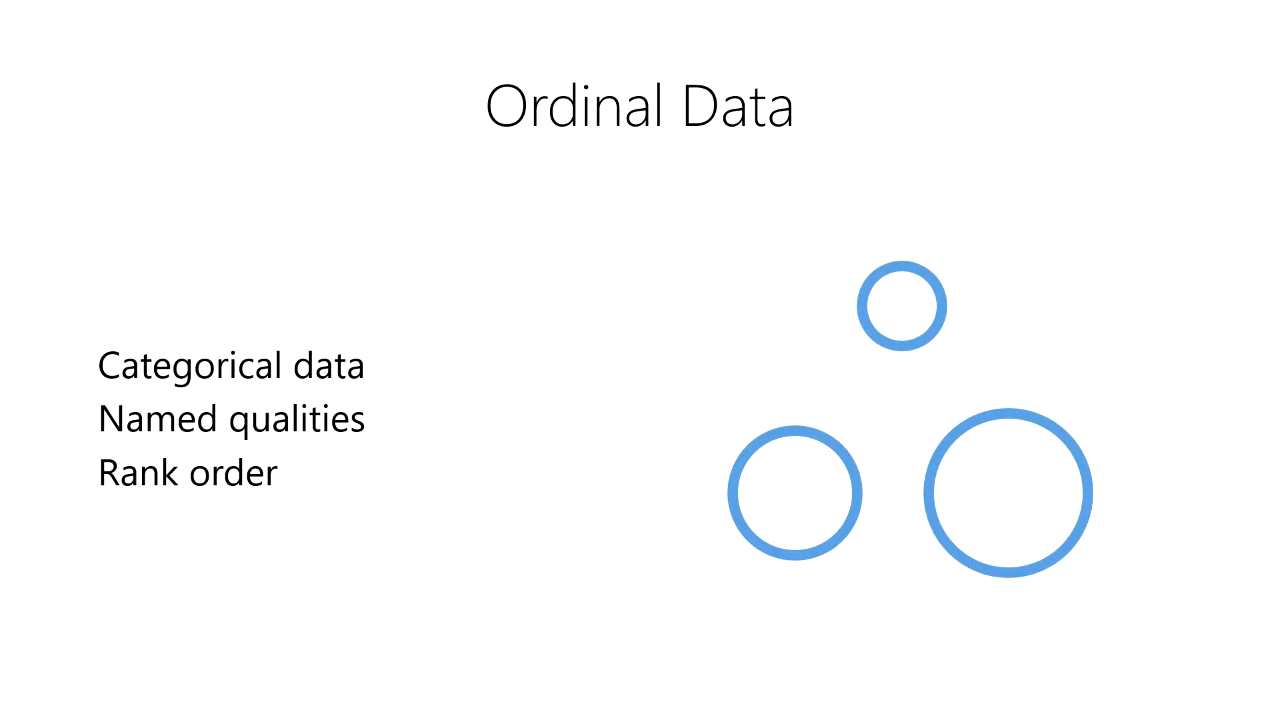 Ordinal Data
Categorical data
Named qualities
Rank order